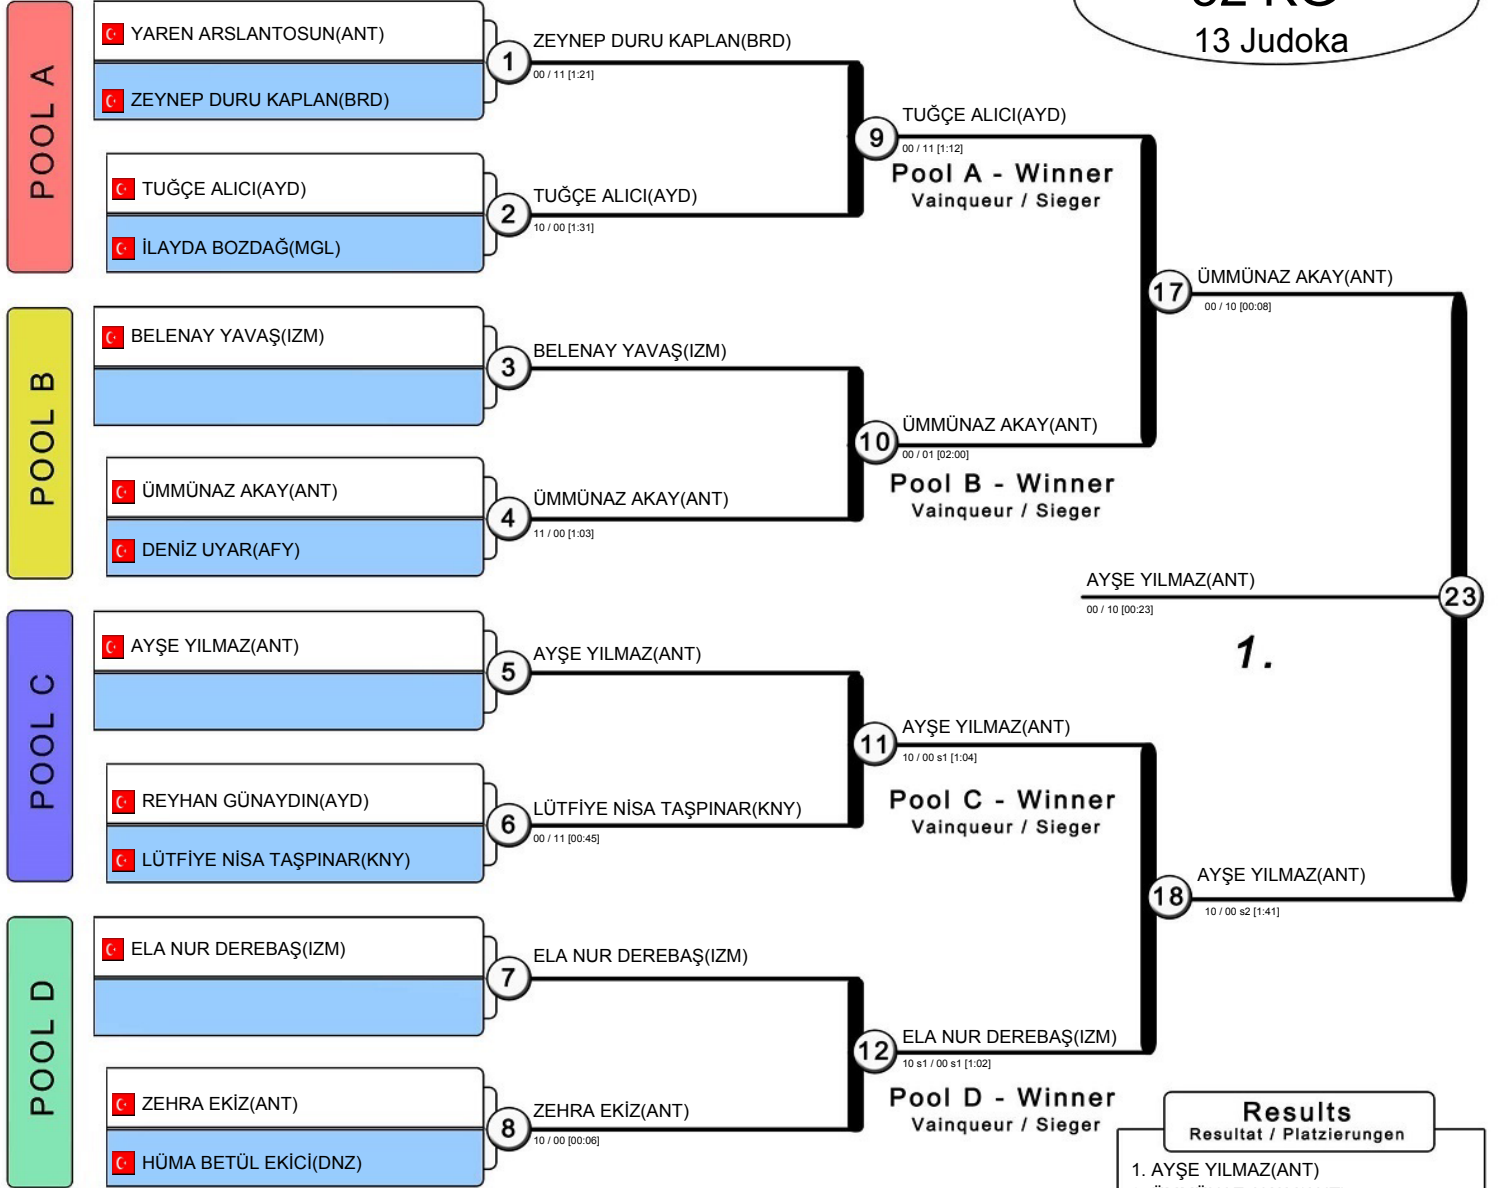 13 Judoka
POOL A
YAREN ARSLANTOSUN(ANT)
ZEYNEP DURU KAPLAN(BRD)
1
ZEYNEP DURU KAPLAN(BRD)
00 / 11 [1:21]
TUĞÇE ALICI(AYD)
İLAYDA BOZDAĞ(MGL)
2
TUĞÇE ALICI(AYD)
10 / 00 [1:31]
9
TUĞÇE ALICI(AYD)
00 / 11 [1:12]
Pool A - Winner
Vainqueur / Sieger
POOL B
BELENAY YAVAŞ(IZM)
3
BELENAY YAVAŞ(IZM)
ÜMMÜNAZ AKAY(ANT)
DENİZ UYAR(AFY)
4
ÜMMÜNAZ AKAY(ANT)
11 / 00 [1:03]
10
ÜMMÜNAZ AKAY(ANT)
00 / 01 [02:00]
Pool B - Winner
Vainqueur / Sieger
17
ÜMMÜNAZ AKAY(ANT)
00 / 10 [00:08]
POOL C
AYŞE YILMAZ(ANT)
5
AYŞE YILMAZ(ANT)
REYHAN GÜNAYDIN(AYD)
LÜTFİYE NİSA TAŞPINAR(KNY)
6
LÜTFİYE NİSA TAŞPINAR(KNY)
00 / 11 [00:45]
11
AYŞE YILMAZ(ANT)
10 / 00 s1 [1:04]
Pool C - Winner
Vainqueur / Sieger
POOL D
ELA NUR DEREBAŞ(IZM)
7
ELA NUR DEREBAŞ(IZM)
ZEHRA EKİZ(ANT)
HÜMA BETÜL EKİCİ(DNZ)
8
ZEHRA EKİZ(ANT)
10 / 00 [00:06]
12
ELA NUR DEREBAŞ(IZM)
10 s1 / 00 s1 [1:02]
Pool D - Winner
Vainqueur / Sieger
18
AYŞE YILMAZ(ANT)
10 / 00 s2 [1:41]
AYŞE YILMAZ(ANT)
00 / 10 [00:23]
23
1.
Results
Resultat / Platzierungen
1. AYŞE YILMAZ(ANT)